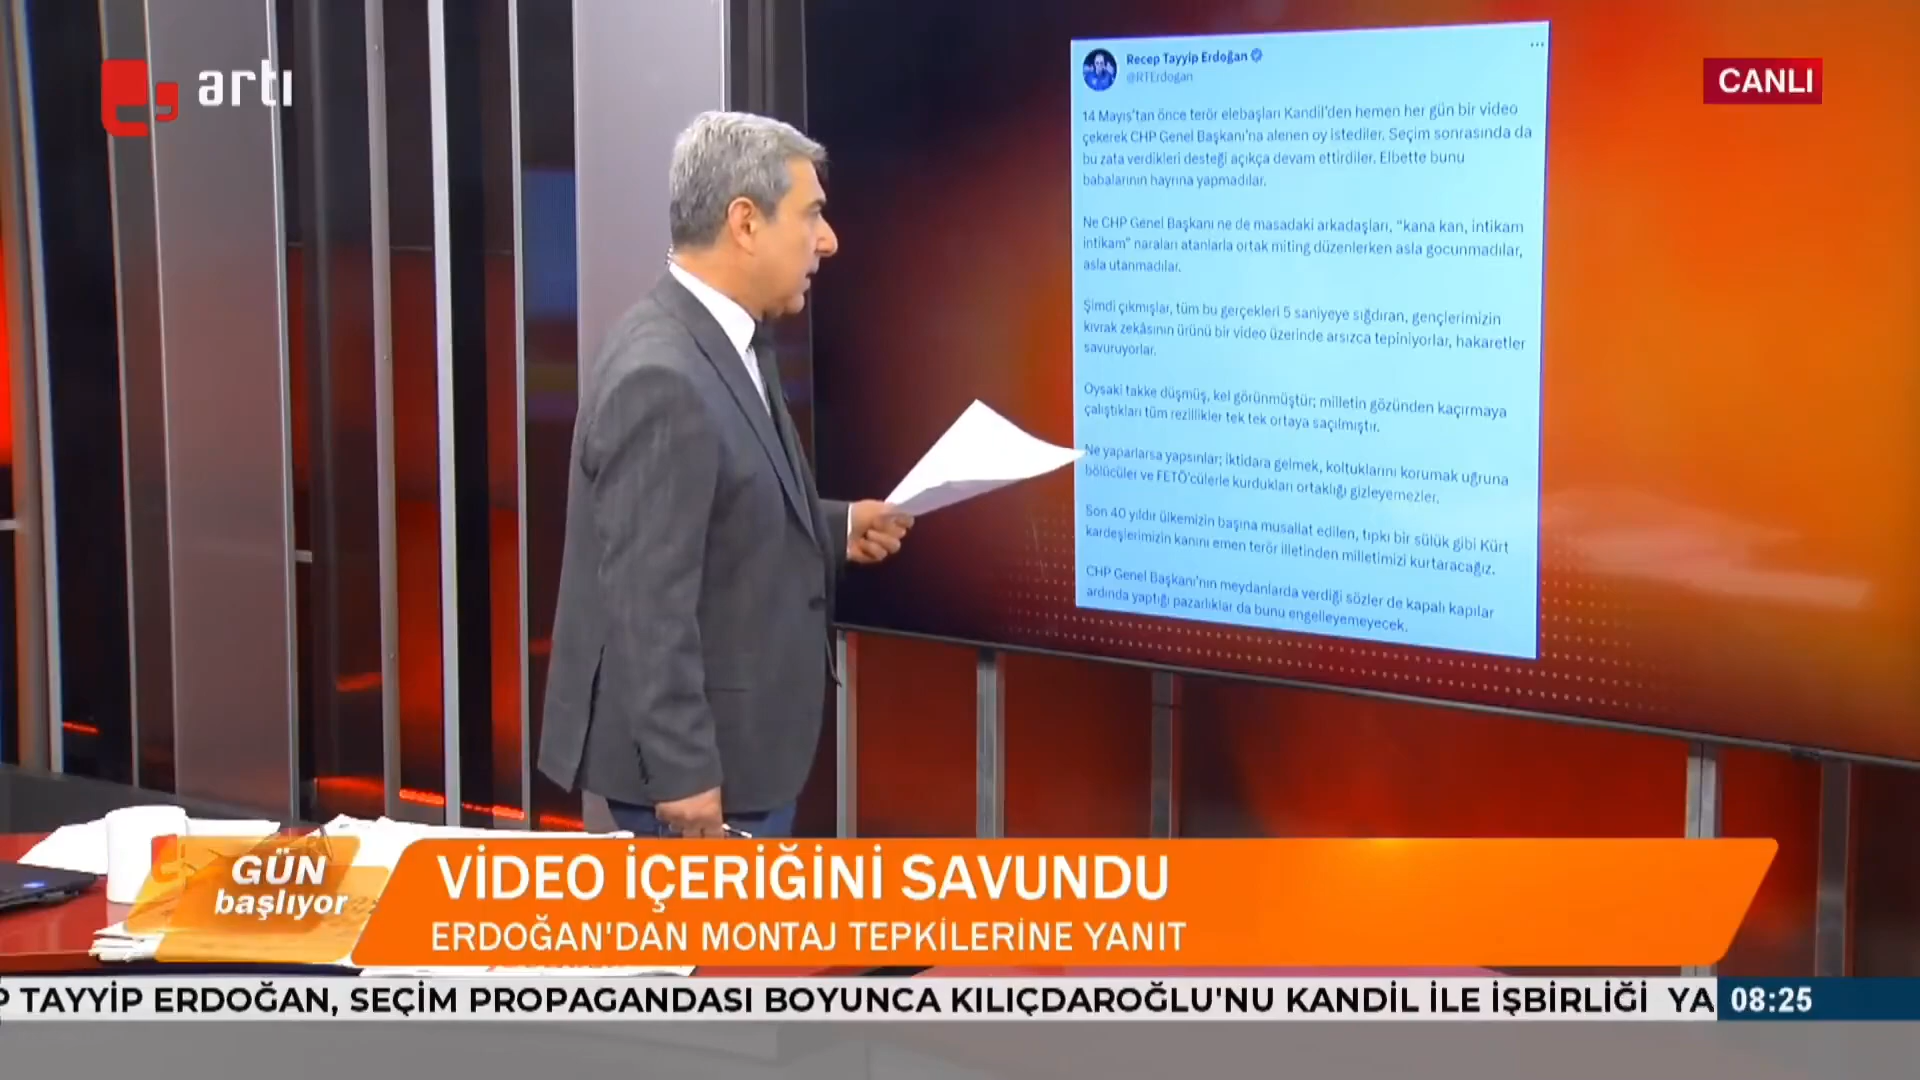 artı
CANLI
Recep Tayyip Erdoğan
@RTErdogan
14 Mayıs'tan önce terör elebaşları Kandil'den hemen her gün bir video
çekerek CHP Genel Başkanı'na alenen oy istediler. Seçim sonrasında da
bu zata verdikleri desteği açıkça devam ettirdiler. Elbette bunu
babalarının hayrına yapmadılar.
Ne CHP Genel Başkanı ne de masadaki arkadaşları, “kana kan, intikam
intikam” naraları atanlarla ortak miting düzenlerken asla gocunmadılar,
asla utanmadılar.
Şimdi çıkmışlar, tüm bu gerçekleri 5 saniyeye sığdıran, gençlerimizin
kıvrak zekâsının ürünü bir video üzerinde arsızca tepiniyorlar, hakaretler
savuruyorlar.
Oysaki takke düşmüş, kel görünmüştür; milletin gözünden kaçırmaya
çalıştıkları tüm rezillikler tek tek ortaya saçılmıştır.
Ne yaparlarsa yapsınlar; iktidara gelmek, koltuklarını korumak uğruna
bölücüler ve FETÖ'cülerle kurdukları ortaklığı gizleyemezler.
Son 40 yıldır ülkemizin başına musallat edilen, tıpkı bir sülük gibi Kürt
kardeşlerimizin kanını emen terör illetinden milletimizi kurtaracağız.
CHP Genel Başkanı'nın meydanlarda verdiği sözler de kapalı kapılar
ardında yaptığı pazarlıklar da bunu engelleyemeyecek.
GÜN
başlıyor
VİDEO İÇERİĞİNİ SAVUNDU
ERDOĞAN'DAN MONTAJ TEPKİLERİNE YANIT
P TAYYİP ERDOĞAN, SEÇİM PROPAGANDASI BOYUNCA KILIÇDAROĞLU'NU KANDİL İLE İŞBİRLİĞİ YA
08:25